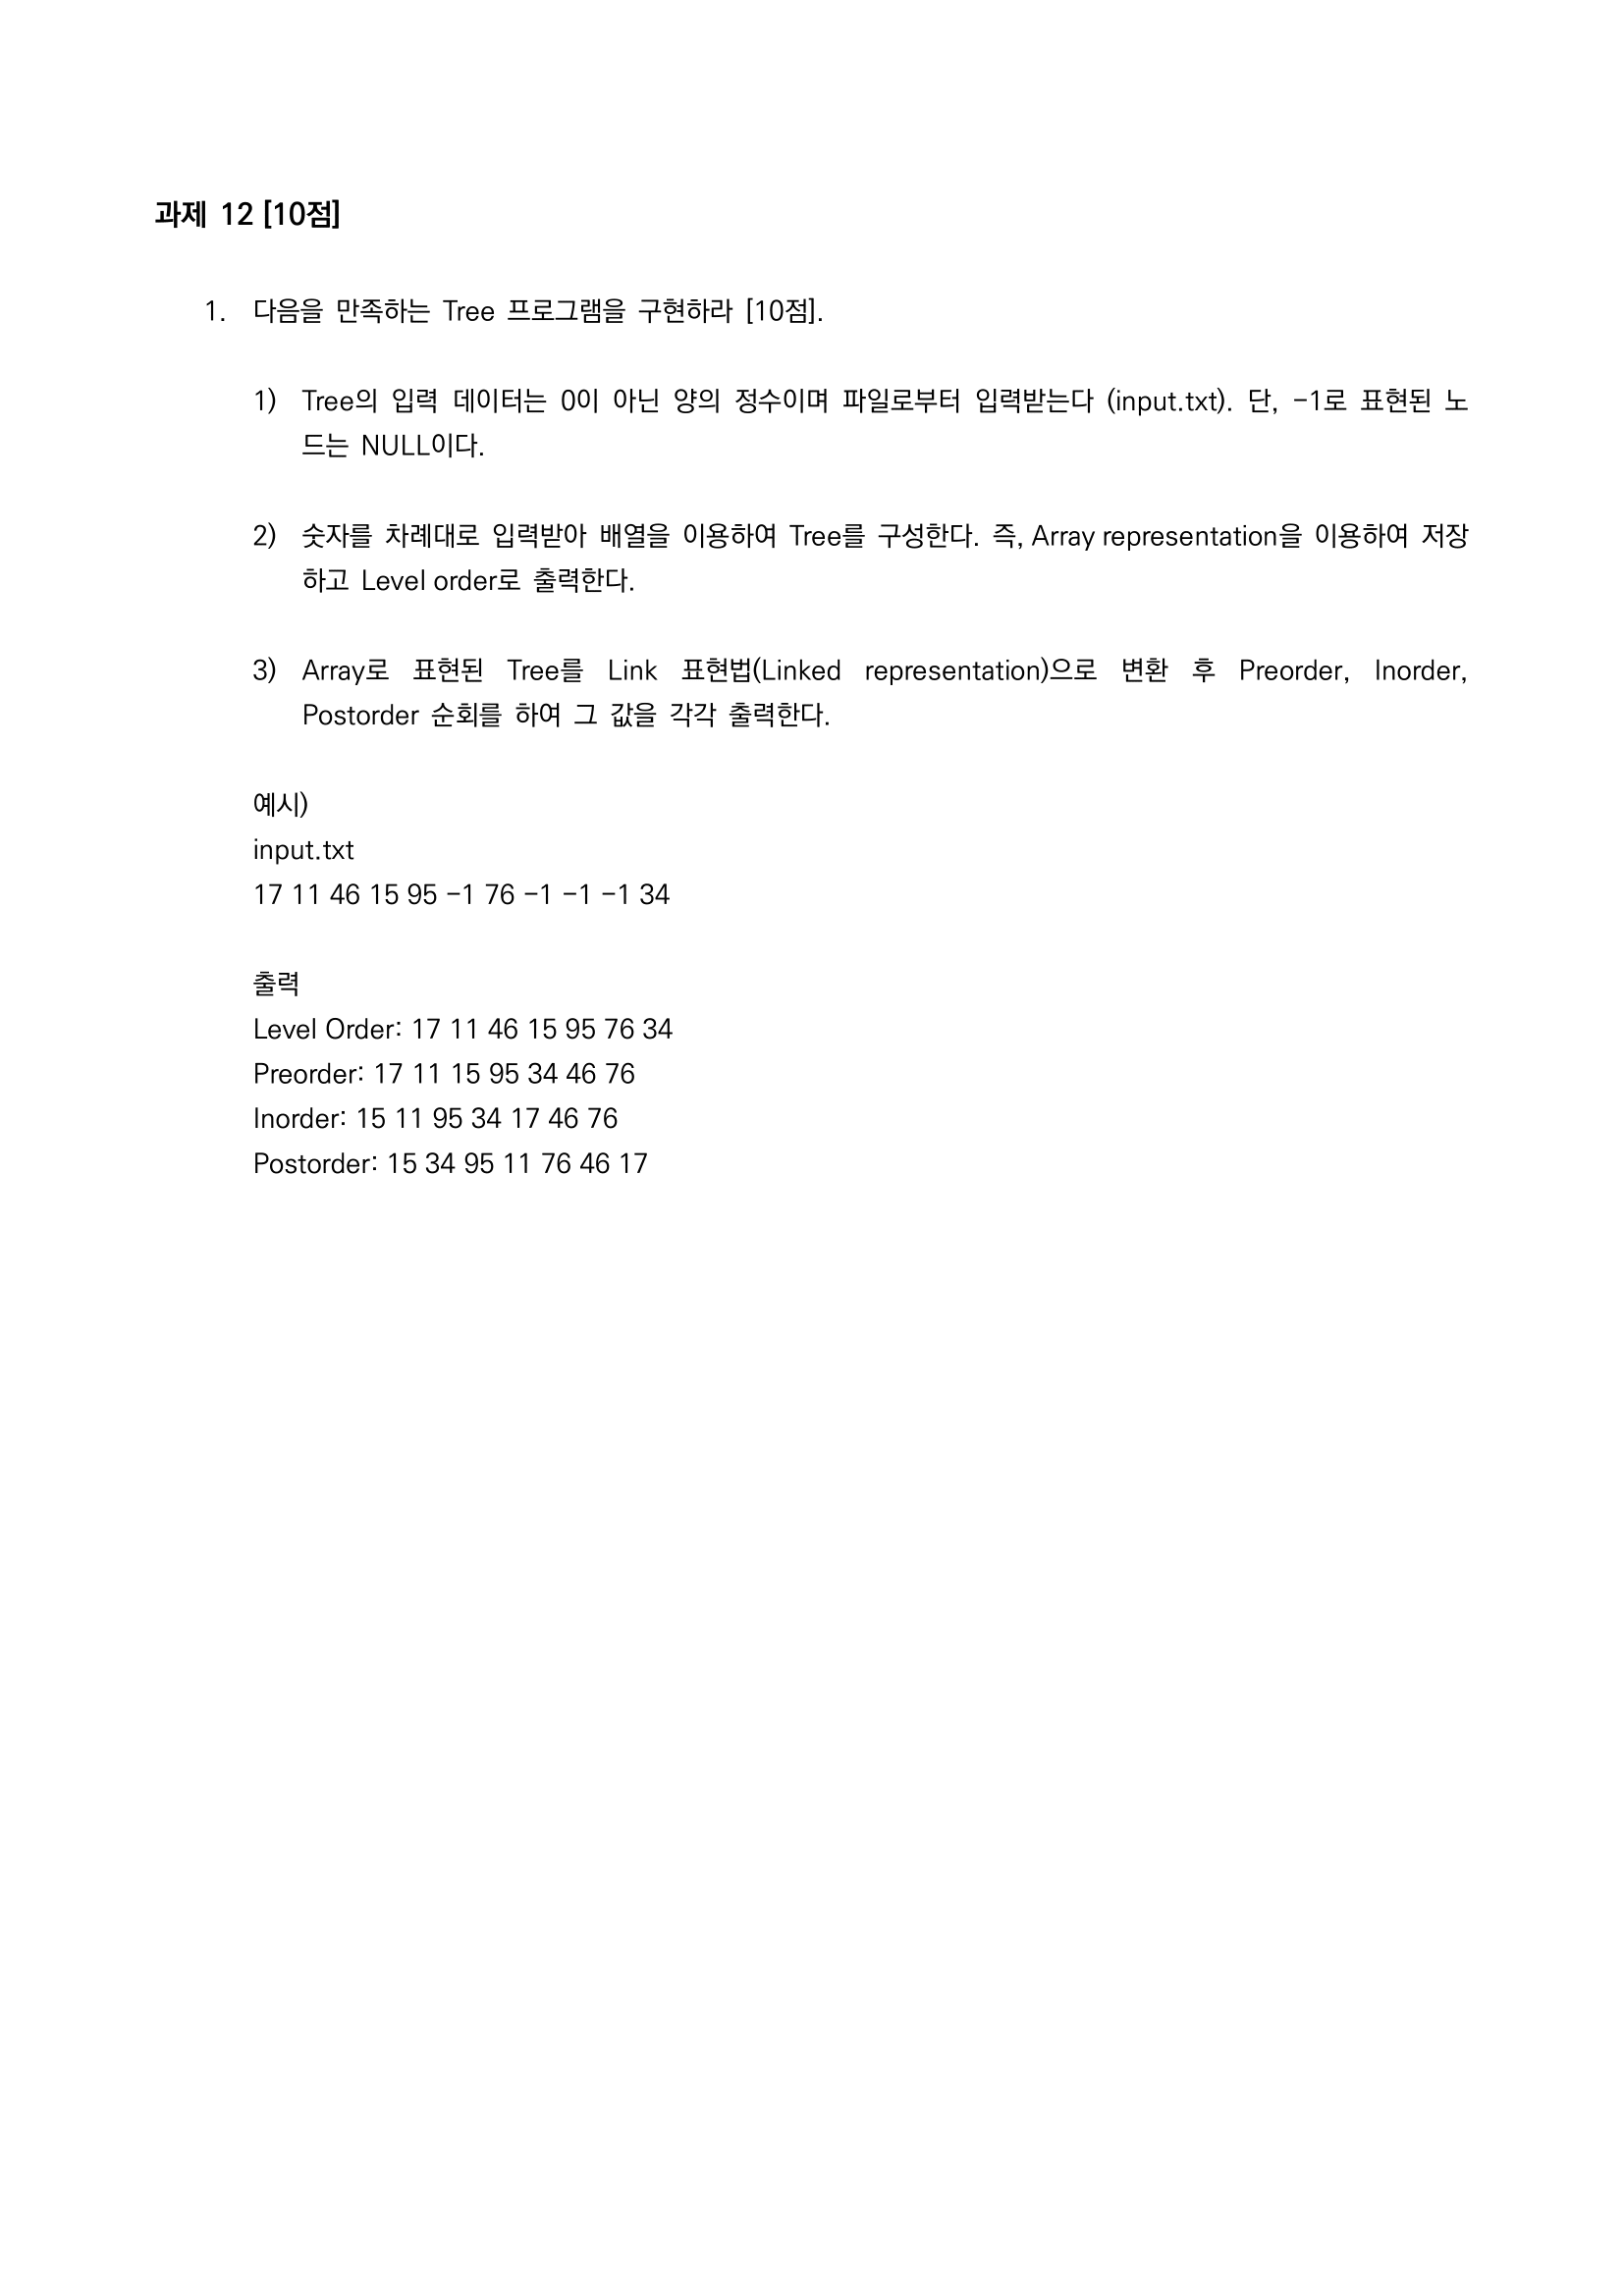 과제 12 [10점]
1. 다음을 만족하는 Tree 프로그램을 구현하라 [10점].
1) Tree의 입력 데이터는 0이 아닌 양의 정수이며 파일로부터 입력받는다 (input.txt). 단, -1로 표현된 노
드는 NULL이다.
2) 숫자를 차례대로 입력받아 배열을 이용하여 Tree를 구성한다. 즉, Array representation을 이용하여 저장
하고 Level order로 출력한다.
3) Array로 표현된 Tree를 Link 표현법(Linked representation)으로 변환 후 Preorder, Inorder,
Postorder 순회를 하여 그 값을 각각 출력한다.
예시)
input.txt
17 11 46 15 95 -1 76 -1 -1 -1 34
출력
Level Order: 17 11 46 15 95 76 34
Preorder: 17 11 15 95 34 46 76
Inorder: 15 11 95 34 17 46 76
Postorder: 15 34 95 11 76 46 17